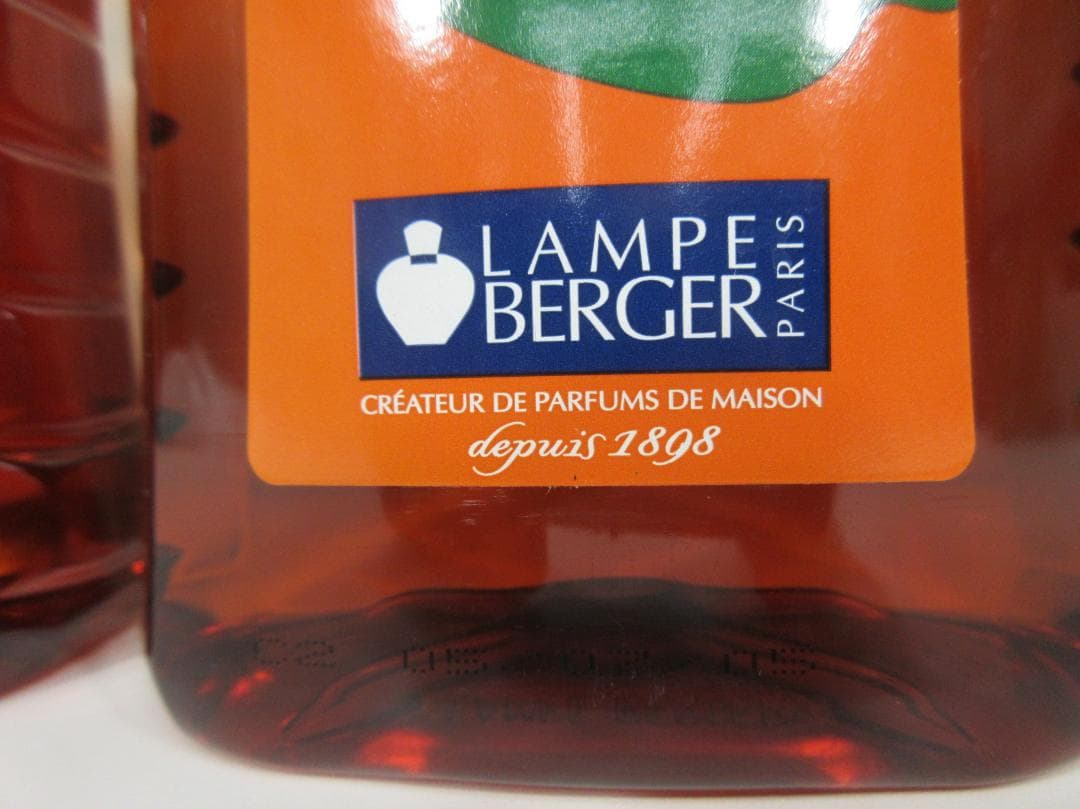 LAMPE
BERGER
PARIS
CRÉATEUR DE PARFUMS DE MAISON
depuis 1898